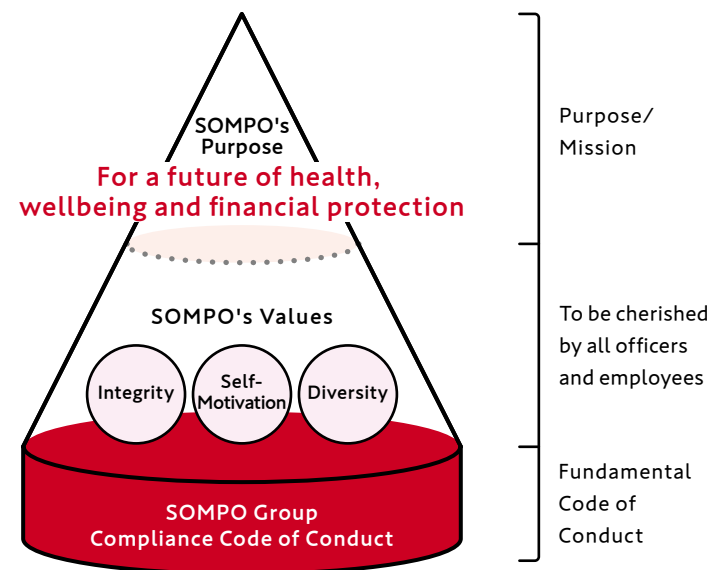 SOMPO's
Purpose
For a future of health,
wellbeing and financial protection
Purpose/
Mission
SOMPO's Values
Integrity
Self-
Motivation
Diversity
To be cherished
by all officers
and employees
SOMPO Group
Compliance Code of Conduct
Fundamental
Code of
Conduct